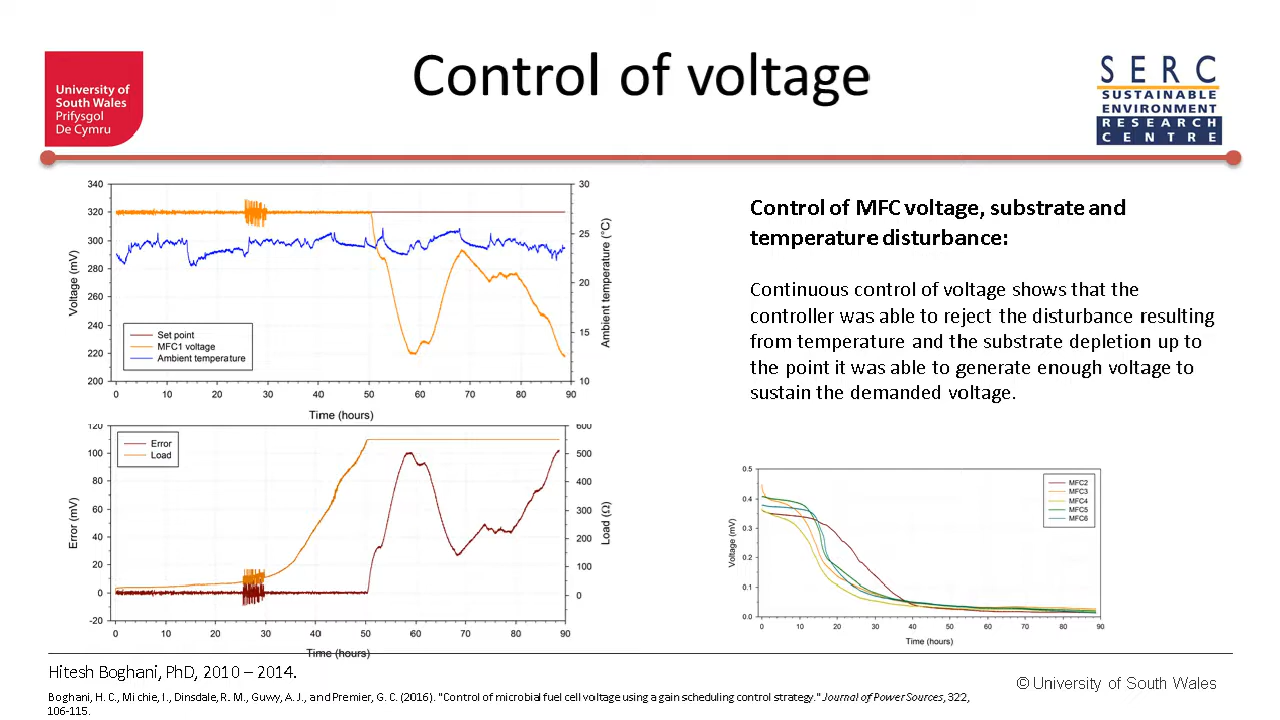 Control of voltage
University of
South Wales
Prifysgol
De Cymru
SERC
SUSTAINABLE
ENVIRONMENT
RESEARCH
CENTRE
340
320
300
280
260
240
220
200
Voltage (mV)
30
25
20
15
10
Ambient temperature (°C)
Set point
MFC1 voltage
Ambient temperature
0 10 20 30 40 50 60 70 80 90
Time (hours)
120
100
80
60
40
20
0
-20
Error (mV)
600
500
400
300
200
100
0
Load (Ω)
Error
Load
0 10 20 30 40 50 60 70 80 90
Time (hours)
Control of MFC voltage, substrate and
temperature disturbance:
Continuous control of voltage shows that the
controller was able to reject the disturbance resulting
from temperature and the substrate depletion up to
the point it was able to generate enough voltage to
sustain the demanded voltage.
0.5
0.4
0.3
0.2
0.1
0.0
Voltage (mV)
MFC2
MFC3
MFC4
MFC5
MFC6
0 10 20 30 40 50 60 70 80 90
Time (hours)
Hitesh Boghani, PhD, 2010 – 2014.
Boghani, H. C., Michie, I., Dinsdale, R. M., Guwy, A. J., and Premier, G. C. (2016). "Control of microbial fuel cell voltage using a gain scheduling control strategy." Journal of Power Sources, 322,
106-115.
© University of South Wales